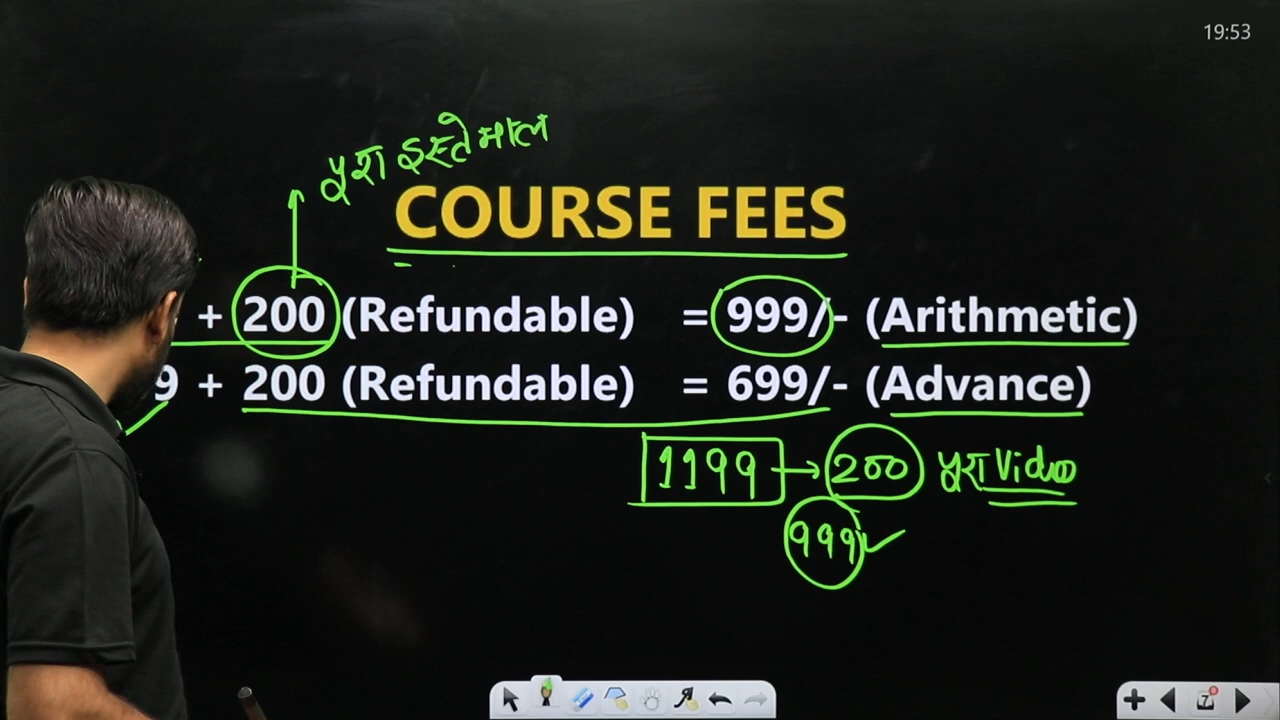 19:53
पूरा इस्तेमाल
COURSE FEES
+ 200 (Refundable) = 999/- (Arithmetic)
9 + 200 (Refundable) = 699/- (Advance)
1199 → 200 पूरा Video
999 ✓